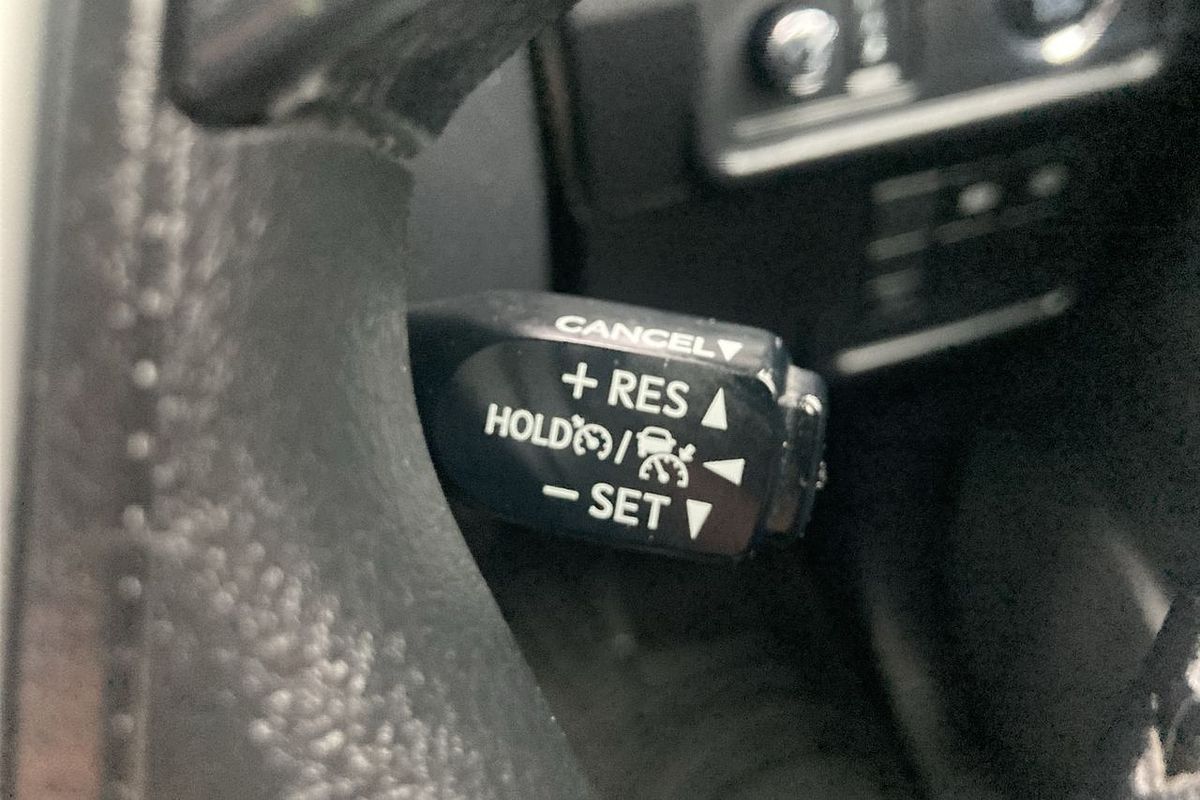 CANCEL▼
+ RES ▲
HOLD / ◀
− SET ▼